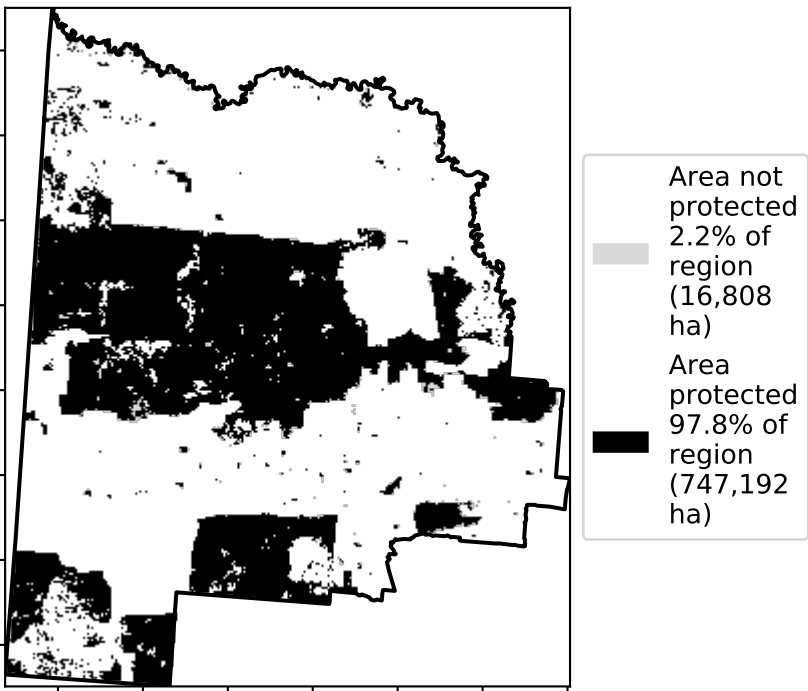 Area not
protected
2.2% of
region
(16,808
ha)
Area
protected
97.8% of
region
(747,192
ha)